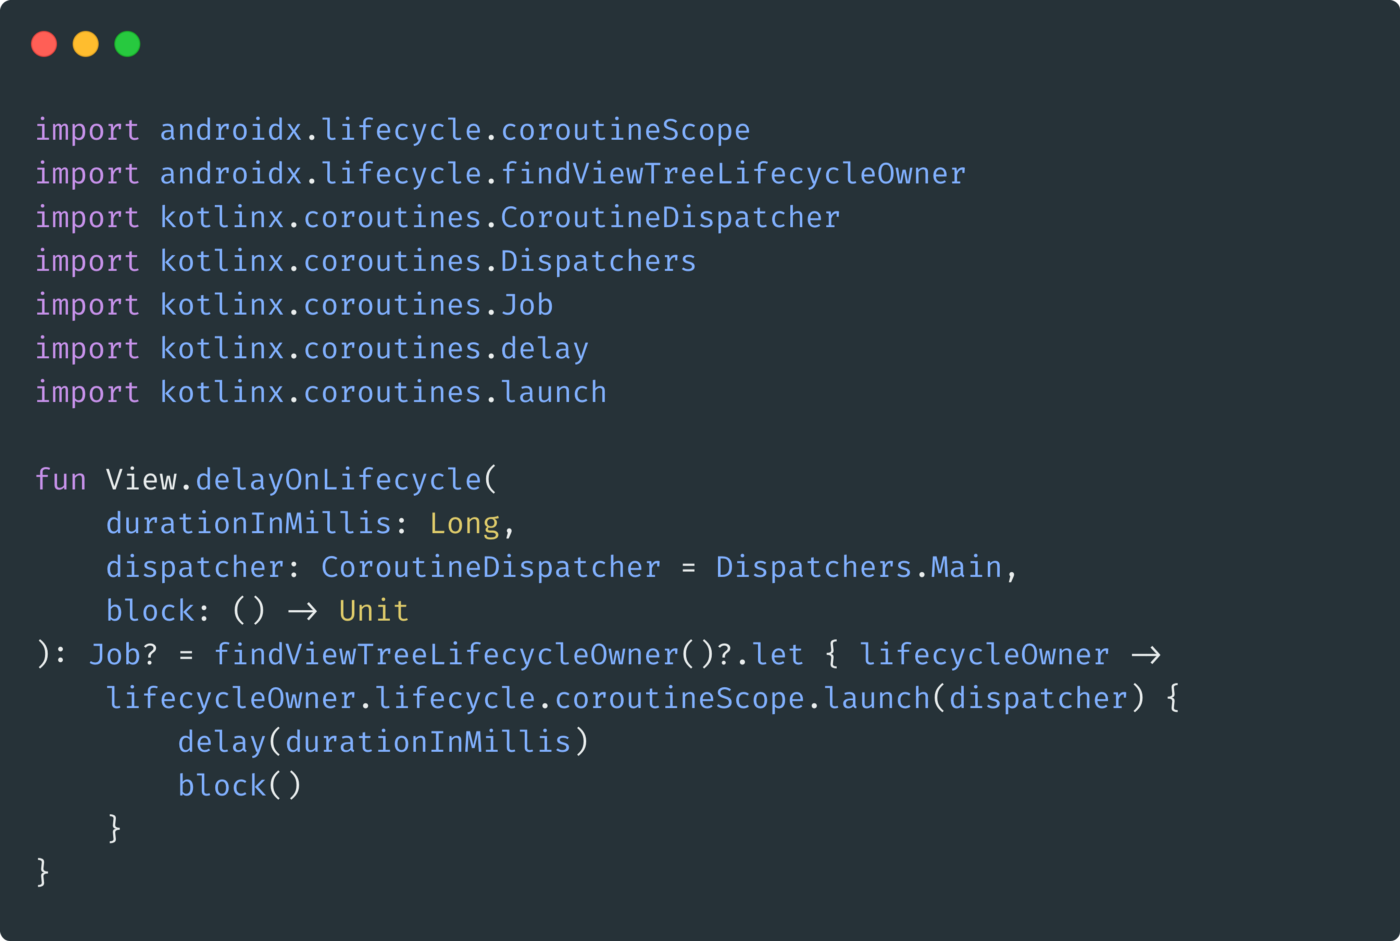 import androidx.lifecycle.coroutineScope
import androidx.lifecycle.findViewTreeLifecycleOwner
import kotlinx.coroutines.CoroutineDispatcher
import kotlinx.coroutines.Dispatchers
import kotlinx.coroutines.Job
import kotlinx.coroutines.delay
import kotlinx.coroutines.launch

fun View.delayOnLifecycle(
    durationInMillis: Long,
    dispatcher: CoroutineDispatcher = Dispatchers.Main,
    block: () -> Unit
): Job? = findViewTreeLifecycleOwner()?.let { lifecycleOwner ->
    lifecycleOwner.lifecycle.coroutineScope.launch(dispatcher) {
        delay(durationInMillis)
        block()
    }
}